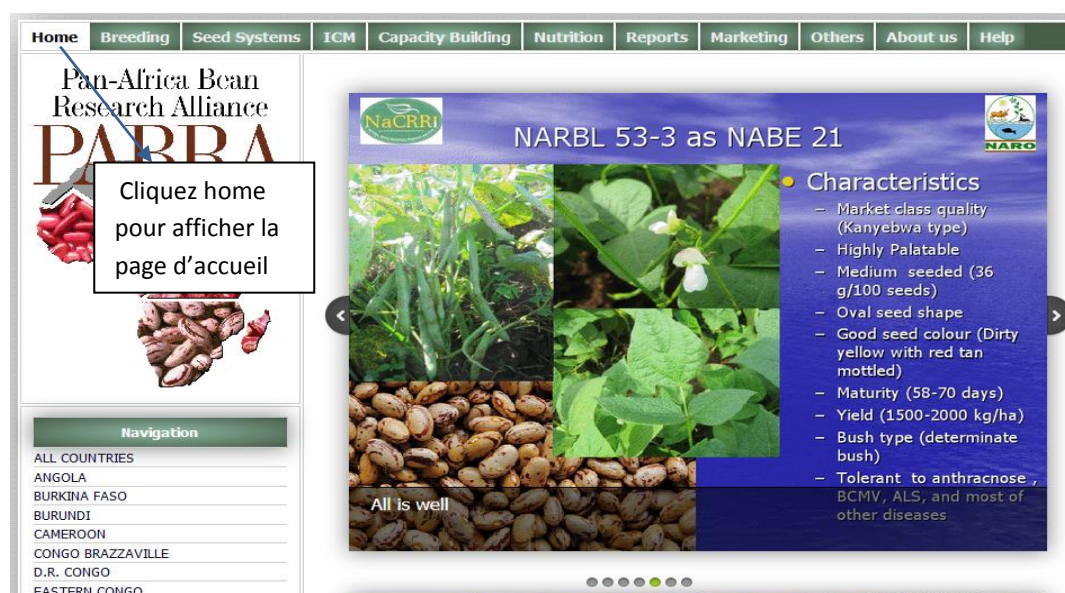 Home Breeding Seed Systems ICM Capacity Building Nutrition Reports Marketing Others About us Help
Pan-Africa Bean
Research Alliance
PABRA
Cliquez home
pour afficher la
page d’accueil
Navigation
ALL COUNTRIES
ANGOLA
BURKINA FASO
BURUNDI
CAMEROON
CONGO BRAZZAVILLE
D.R. CONGO
EASTERN CONGO
NaCRRI
NARBL 53-3 as NABE 21
NARO
Characteristics
– Market class quality
(Kanyebwa type)
– Highly Palatable
– Medium seeded (36
g/100 seeds)
– Oval seed shape
– Good seed colour (Dirty
yellow with red tan
mottled)
– Maturity (58-70 days)
– Yield (1500-2000 kg/ha)
– Bush type (determinate
bush)
– Tolerant to anthracnose ,
BCMV, ALS, and most of
other diseases
All is well